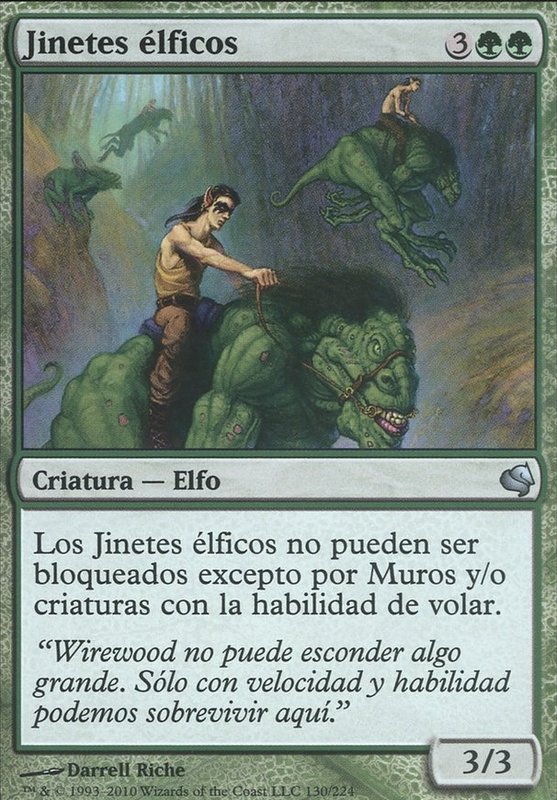 Jinetes élficos 3
Criatura — Elfo
Los Jinetes élficos no pueden ser
bloqueados excepto por Muros y/o
criaturas con la habilidad de volar.
“Wirewood no puede esconder algo
grande. Sólo con velocidad y habilidad
podemos sobrevivir aquí.”
3/3
Darrell Riche
™ & © 1993–2010 Wizards of the Coast LLC 130/224